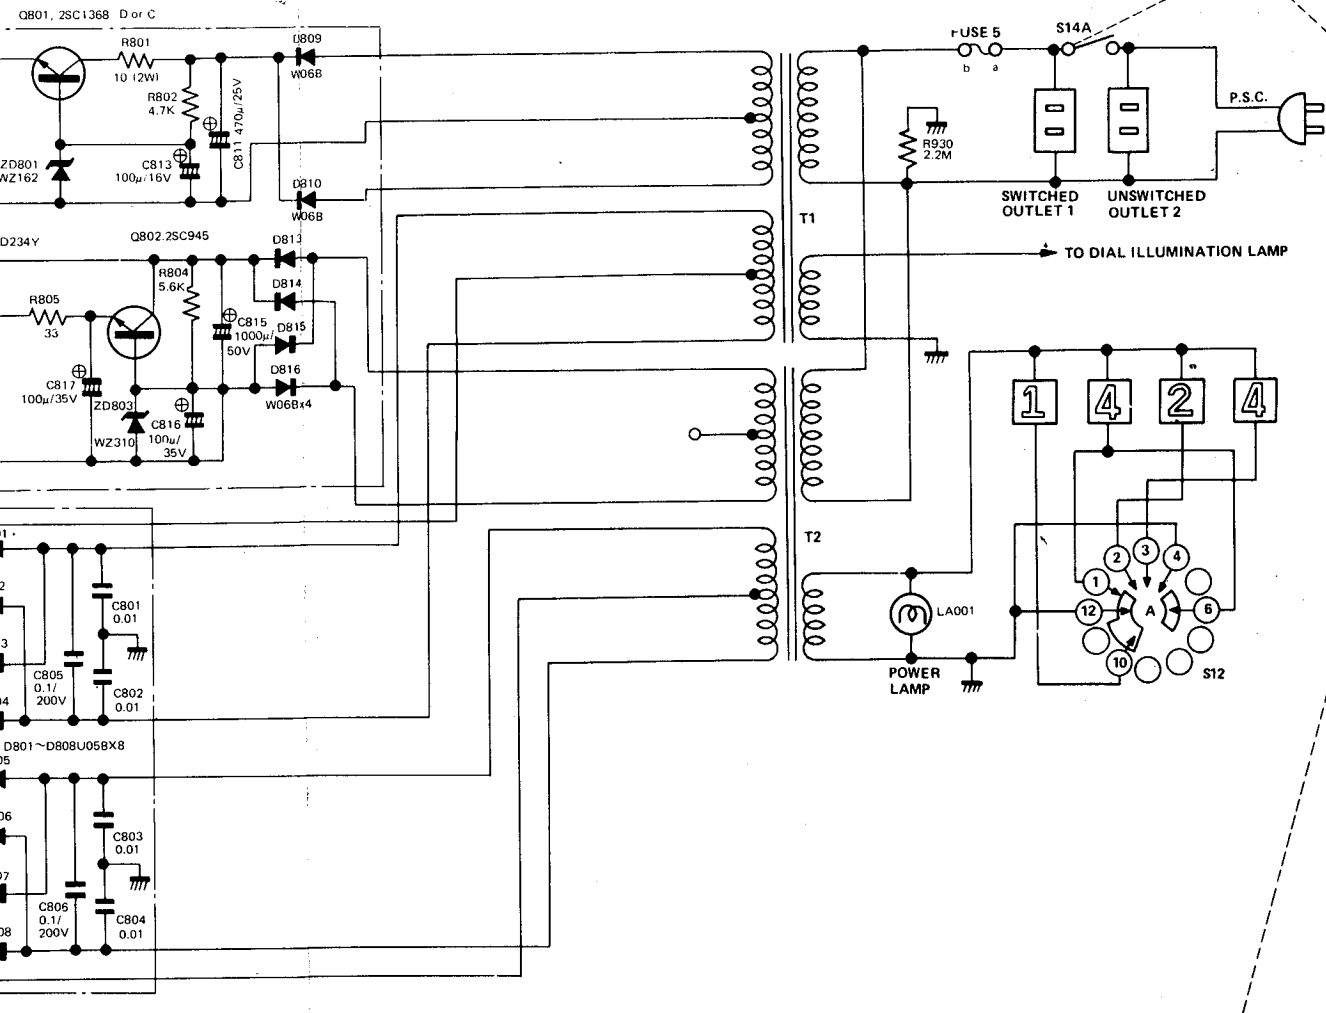 Q801, 2SC1368 D or C
R801
10 (2W)
R802
4.7K
C811 470μ/25V
D809
W06B
ZD801
WZ162
C813
100μ/16V
D810
W06B
D234Y
Q802.2SC945
D813
R804
5.6K
D814
R805
33
C815
1000μ/
50V
D815
D816
W06Bx4
C817
100μ/35V
ZD803
WZ310
C816
100μ/
35V
C801
0.01
C805
0.1/
200V
C802
0.01
D801~D808U05BX8
C803
0.01
C806
0.1/
200V
C804
0.01
T1
T2
FUSE 5
b a
S14A
P.S.C.
R930
2.2M
SWITCHED
OUTLET 1
UNSWITCHED
OUTLET 2
TO DIAL ILLUMINATION LAMP
1 4 2 4
LA001
POWER
LAMP
1
2
3
4
6
10
12
A
S12